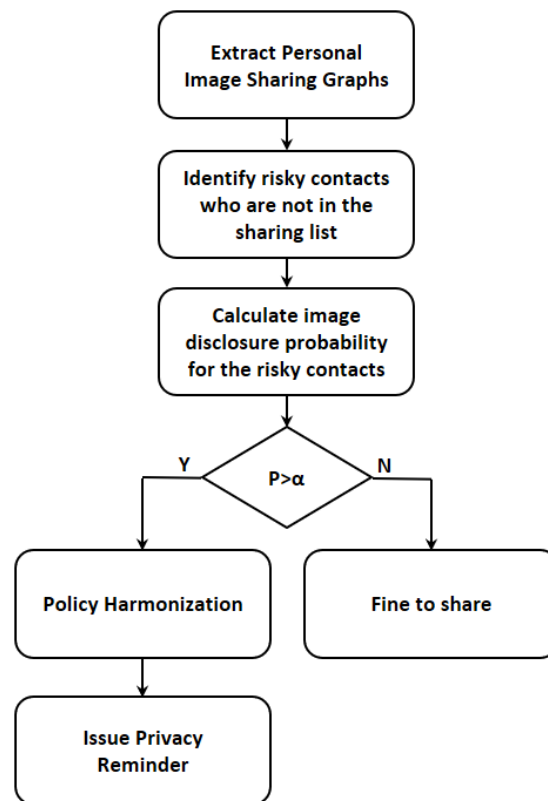 Extract Personal
Image Sharing Graphs
Identify risky contacts
who are not in the
sharing list
Calculate image
disclosure probability
for the risky contacts
Y
P>α
N
Policy Harmonization
Fine to share
Issue Privacy
Reminder